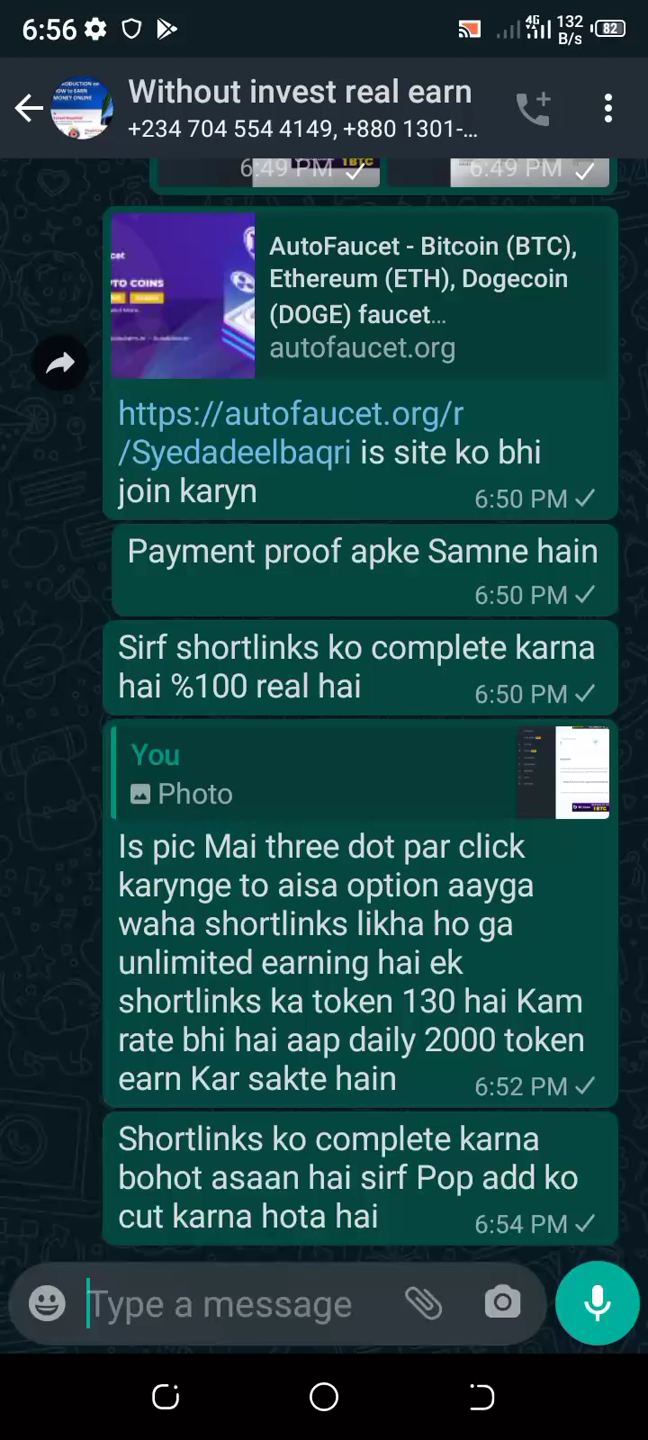 6:56
4G
132
B/s
82
Without invest real earn
+234 704 554 4149, +880 1301-...
6:49 PM
1BTC
6:49 PM
AutoFaucet - Bitcoin (BTC),
Ethereum (ETH), Dogecoin
(DOGE) faucet...
autofaucet.org
https://autofaucet.org/r
/Syedadeelbaqri is site ko bhi
join karyn
6:50 PM
Payment proof apke Samne hain
6:50 PM
Sirf shortlinks ko complete karna
hai %100 real hai
6:50 PM
You
Photo
Is pic Mai three dot par click
karynge to aisa option aayga
waha shortlinks likha ho ga
unlimited earning hai ek
shortlinks ka token 130 hai Kam
rate bhi hai aap daily 2000 token
earn Kar sakte hain
6:52 PM
Shortlinks ko complete karna
bohot asaan hai sirf Pop add ko
cut karna hota hai
6:54 PM
Type a message